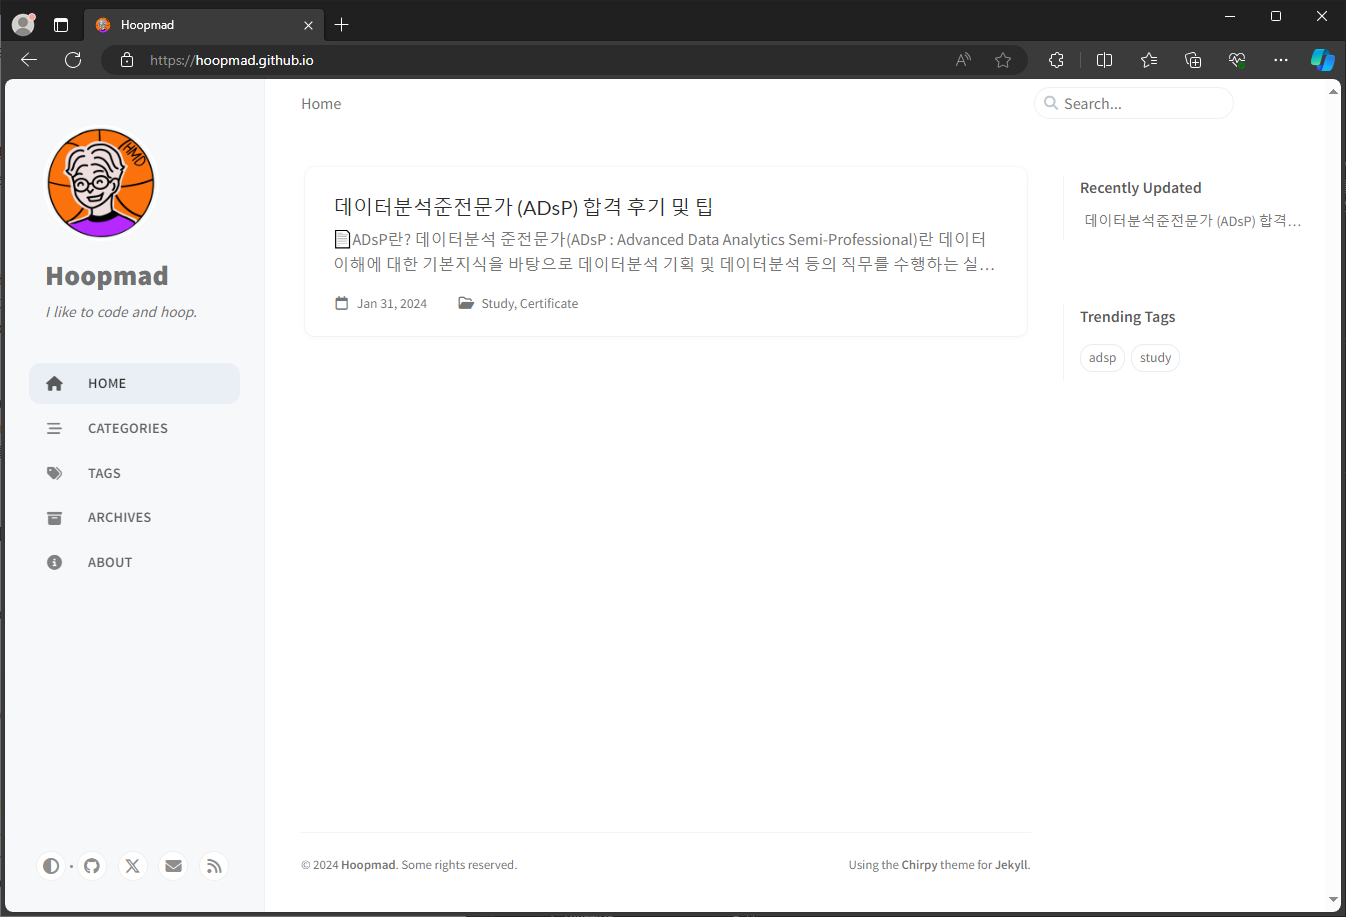 Hoopmad
https://hoopmad.github.io
HMD
Hoopmad
I like to code and hoop.
HOME
CATEGORIES
TAGS
ARCHIVES
ABOUT
Home
Search...
데이터분석준전문가 (ADsP) 합격 후기 및 팁
ADsP란? 데이터분석 준전문가(ADsP : Advanced Data Analytics Semi-Professional)란 데이터
이해에 대한 기본지식을 바탕으로 데이터분석 기획 및 데이터분석 등의 직무를 수행하는 실...
Jan 31, 2024 Study, Certificate
Recently Updated
데이터분석준전문가 (ADsP) 합격...
Trending Tags
adsp study
© 2024 Hoopmad. Some rights reserved. Using the Chirpy theme for Jekyll.